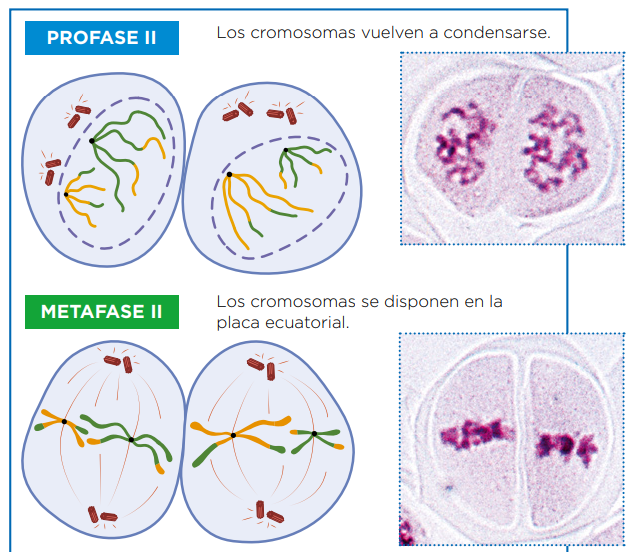 PROFASE II
Los cromosomas vuelven a condensarse.
METAFASE II
Los cromosomas se disponen en la
placa ecuatorial.